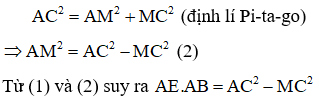 AC² = AM² + MC² (định lí Pi-ta-go)
⇒ AM² = AC² − MC² (2)
Từ (1) và (2) suy ra AE.AB = AC² − MC²